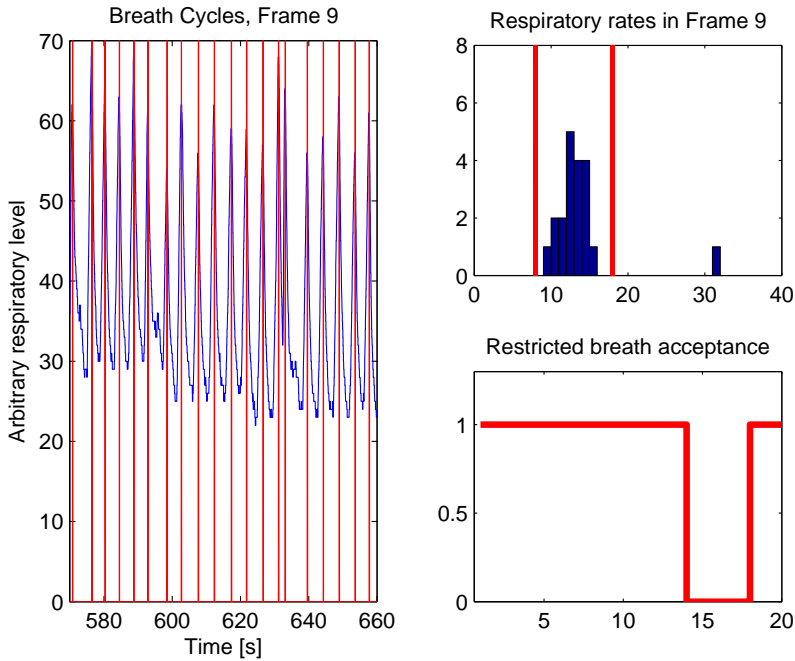 Breath Cycles, Frame 9
70
60
50
40
30
20
10
0
580 600 620 640 660
Time [s]
Arbitrary respiratory level
Respiratory rates in Frame 9
8
6
4
2
0
0 10 20 30 40
Restricted breath acceptance
1
0.5
0
5 10 15 20